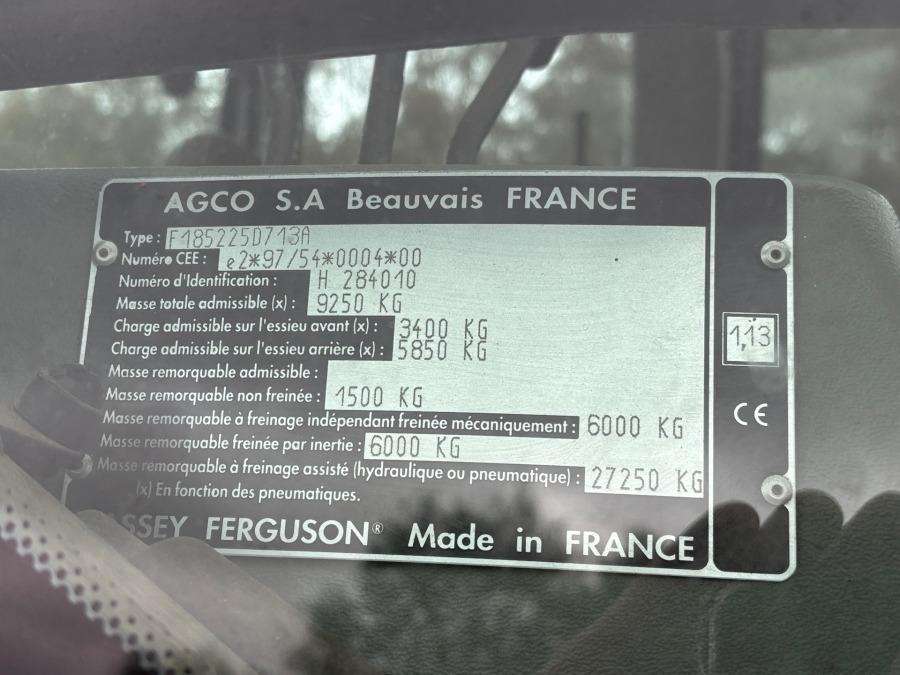 AGCO S.A Beauvais FRANCE
Type : F185225D713A
Numéro CEE : e2*97/54*0004*00
Numéro d'Identification : H 284010
Masse totale admissible (x) : 9250 KG
Charge admissible sur l'essieu avant (x) : 3400 KG
Charge admissible sur l'essieu arrière (x) : 5850 KG
Masse remorquable admissible :
Masse remorquable non freinée : 1500 KG
Masse remorquable à freinage indépendant freinée mécaniquement : 6000 KG
Masse remorquable freinée par inertie : 6000 KG
Masse remorquable à freinage assisté (hydraulique ou pneumatique) : 27250 KG
(x) En fonction des pneumatiques.
SSEY FERGUSON® Made in FRANCE
1,13
CE